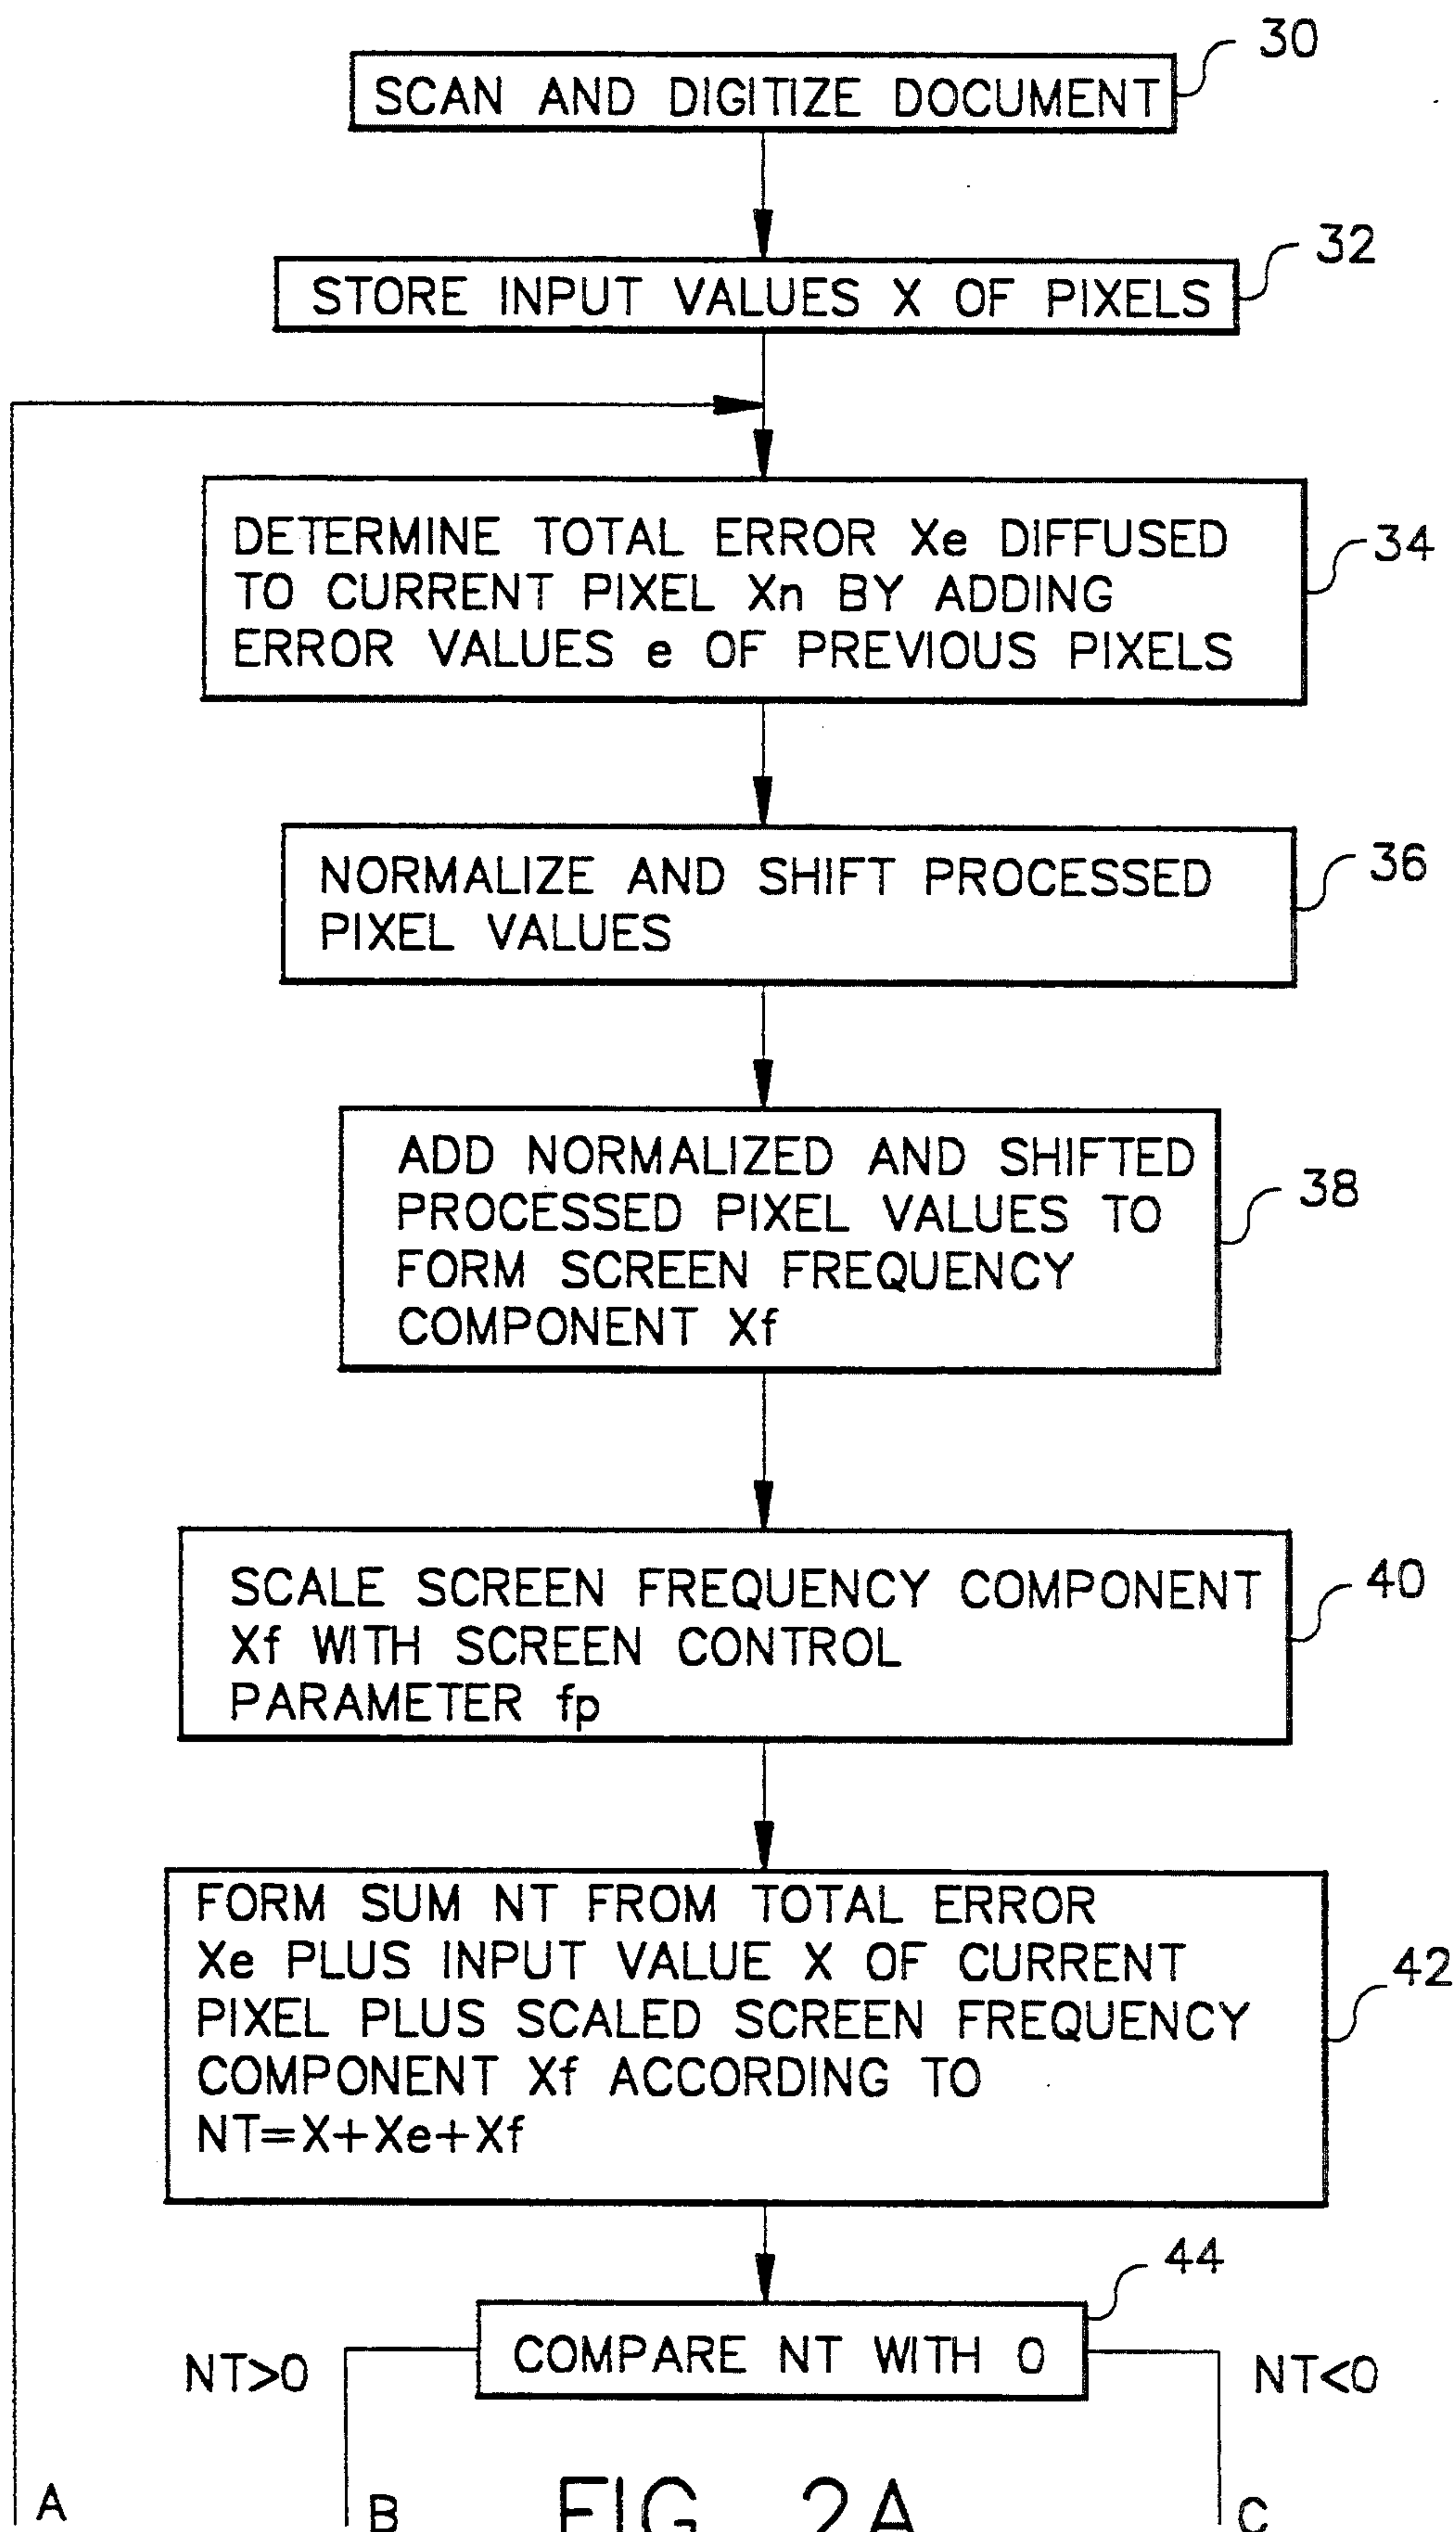 30
SCAN AND DIGITIZE DOCUMENT
32
STORE INPUT VALUES X OF PIXELS
34
DETERMINE TOTAL ERROR Xe DIFFUSED
TO CURRENT PIXEL Xn BY ADDING
ERROR VALUES e OF PREVIOUS PIXELS
36
NORMALIZE AND SHIFT PROCESSED
PIXEL VALUES
38
ADD NORMALIZED AND SHIFTED
PROCESSED PIXEL VALUES TO
FORM SCREEN FREQUENCY
COMPONENT Xf
40
SCALE SCREEN FREQUENCY COMPONENT
Xf WITH SCREEN CONTROL
PARAMETER fp
42
FORM SUM NT FROM TOTAL ERROR
Xe PLUS INPUT VALUE X OF CURRENT
PIXEL PLUS SCALED SCREEN FREQUENCY
COMPONENT Xf ACCORDING TO
NT=X+Xe+Xf
44
COMPARE NT WITH 0
NT>0
NT<0
A
B
FIG. 2A
C